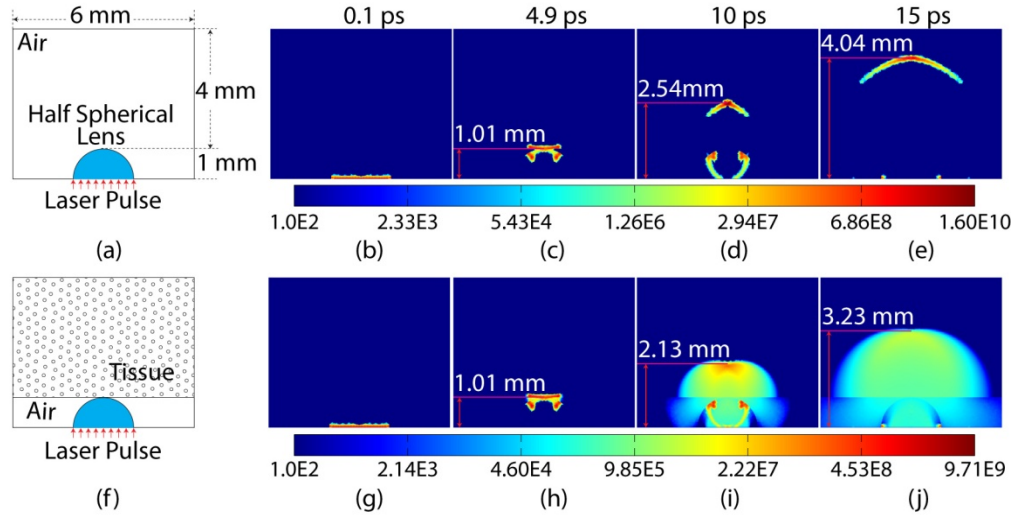 6 mm
Air
4 mm
Half Spherical
Lens
1 mm
Laser Pulse
(a)
0.1 ps
4.9 ps
10 ps
15 ps
1.01 mm
2.54mm
4.04 mm
1.0E2 2.33E3 5.43E4 1.26E6 2.94E7 6.86E8 1.60E10
(b) (c) (d) (e)
Tissue
Air
Laser Pulse
(f)
1.01 mm
2.13 mm
3.23 mm
1.0E2 2.14E3 4.60E4 9.85E5 2.22E7 4.53E8 9.71E9
(g) (h) (i) (j)